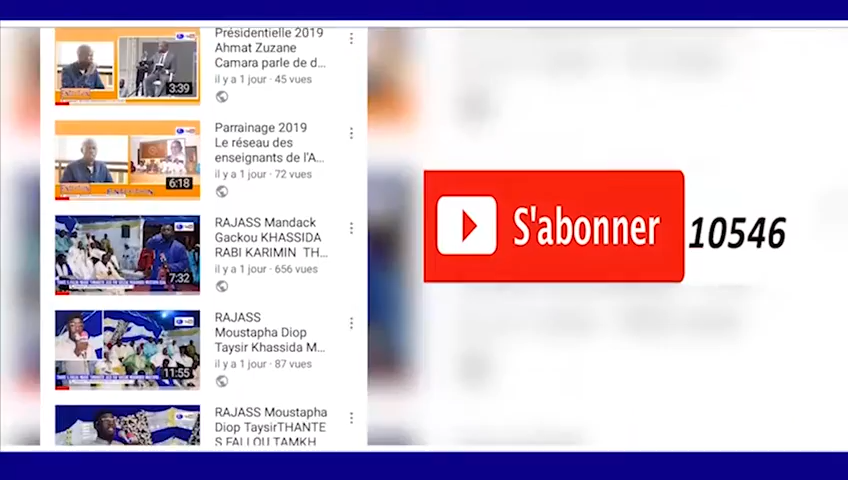 Présidentielle 2019
Ahmat Zuzane
Camara parle de d...
il y a 1 jour · 45 vues
3:39
Parrainage 2019
Le réseau des
enseignants de l'A...
il y a 1 jour · 72 vues
6:18
RAJASS Mandack
Gackou KHASSIDA
RABI KARIMIN TH...
il y a 1 jour · 656 vues
7:32
RAJASS
Moustapha Diop
Taysir Khassida M...
il y a 1 jour · 87 vues
11:55
RAJASS Moustapha
Diop TaysirTHANTE
S FALLOU TAMKH
S'abonner
10546